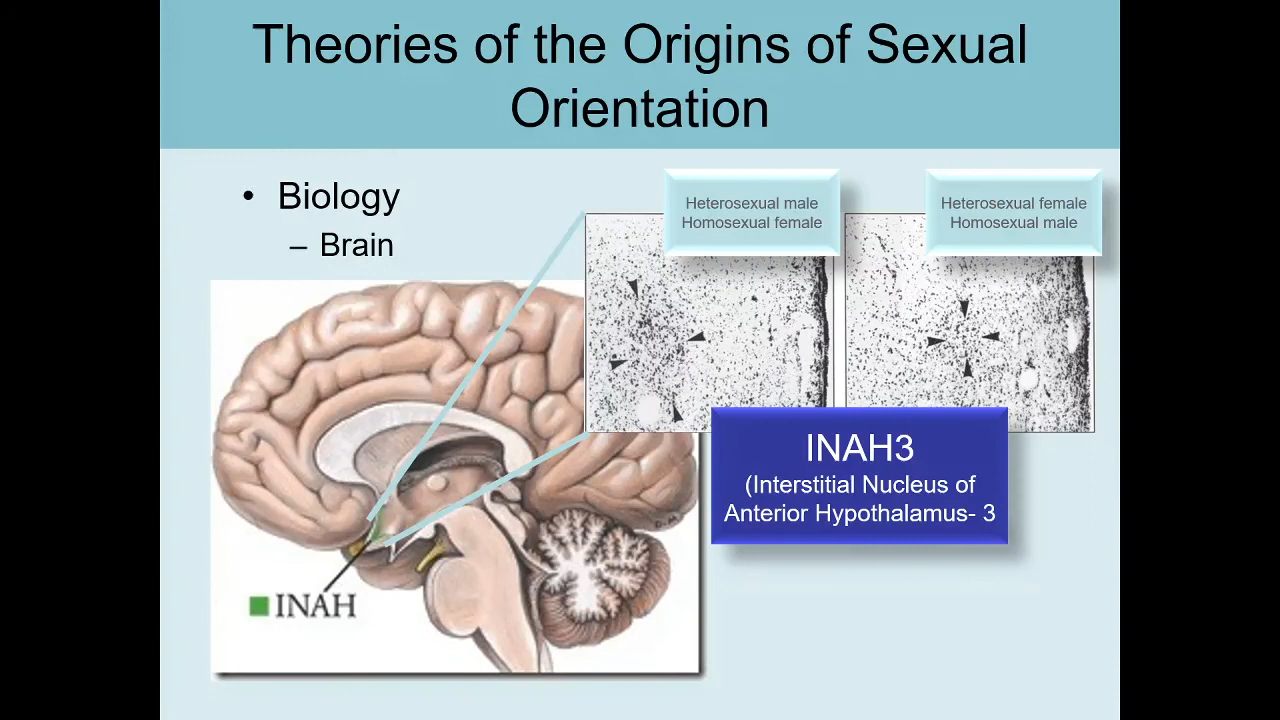 Theories of the Origins of Sexual
Orientation
• Biology
– Brain
Heterosexual male
Homosexual female
Heterosexual female
Homosexual male
INAH3
(Interstitial Nucleus of
Anterior Hypothalamus- 3
INAH